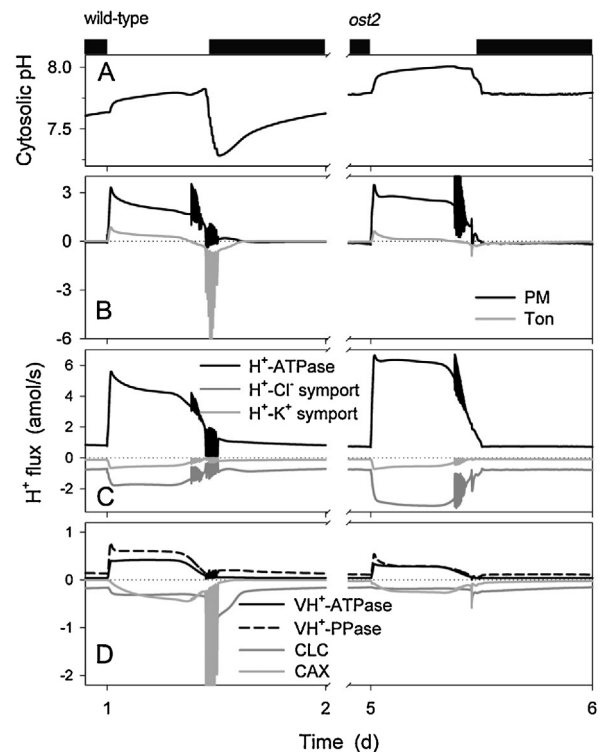 wild-type
ost2
Cytosolic pH
8.0
7.5
A
3
0
-3
-6
B
PM
Ton
H⁺ flux (amol/s)
6
4
2
0
-2
C
H⁺-ATPase
H⁺-Cl⁻ symport
H⁺-K⁺ symport
1
0
-1
-2
D
VH⁺-ATPase
VH⁺-PPase
CLC
CAX
1
2
5
6
Time (d)